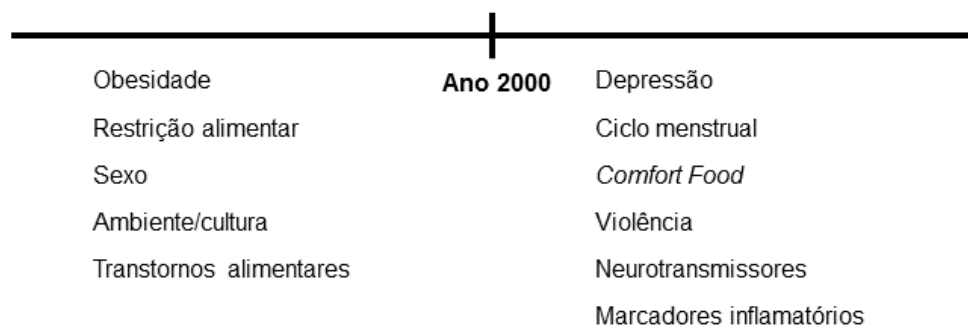 Obesidade
Restrição alimentar
Sexo
Ambiente/cultura
Transtornos alimentares
Ano 2000
Depressão
Ciclo menstrual
Comfort Food
Violência
Neurotransmissores
Marcadores inflamatórios